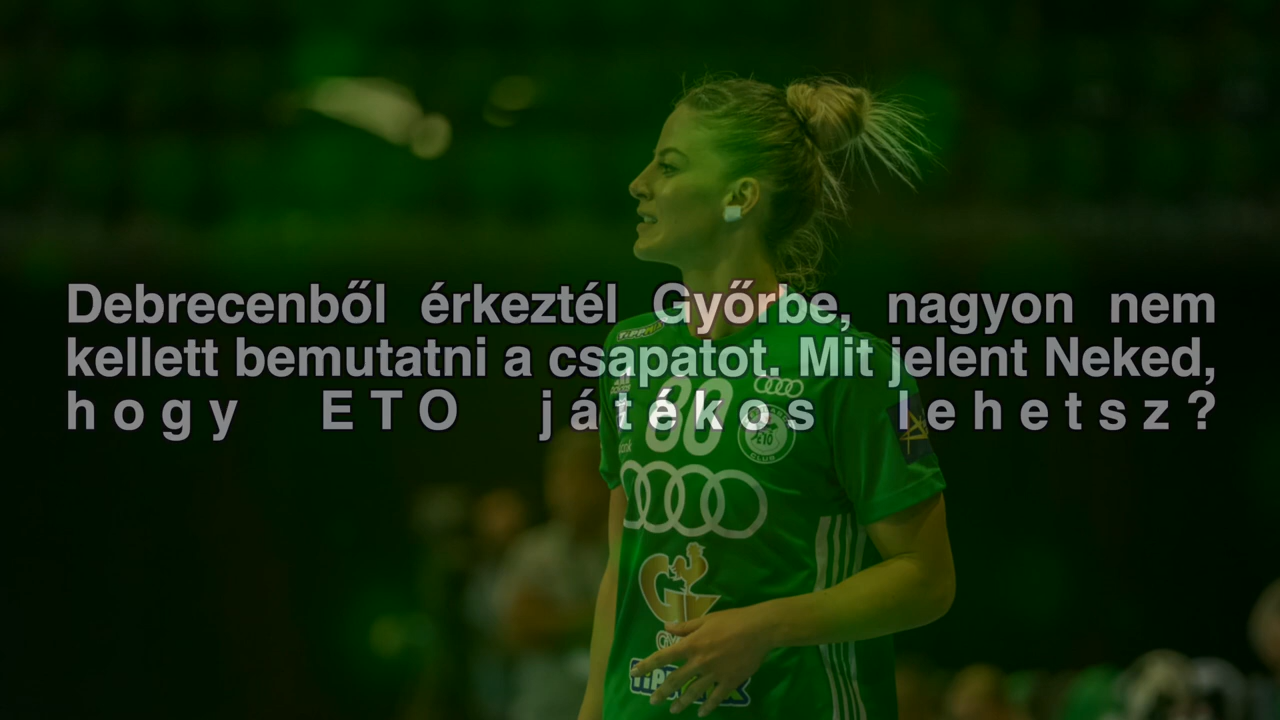 Debrecenből érkeztél Győrbe, nagyon nem
kellett bemutatni a csapatot. Mit jelent Neked,
hogy ETO játékos lehetsz?